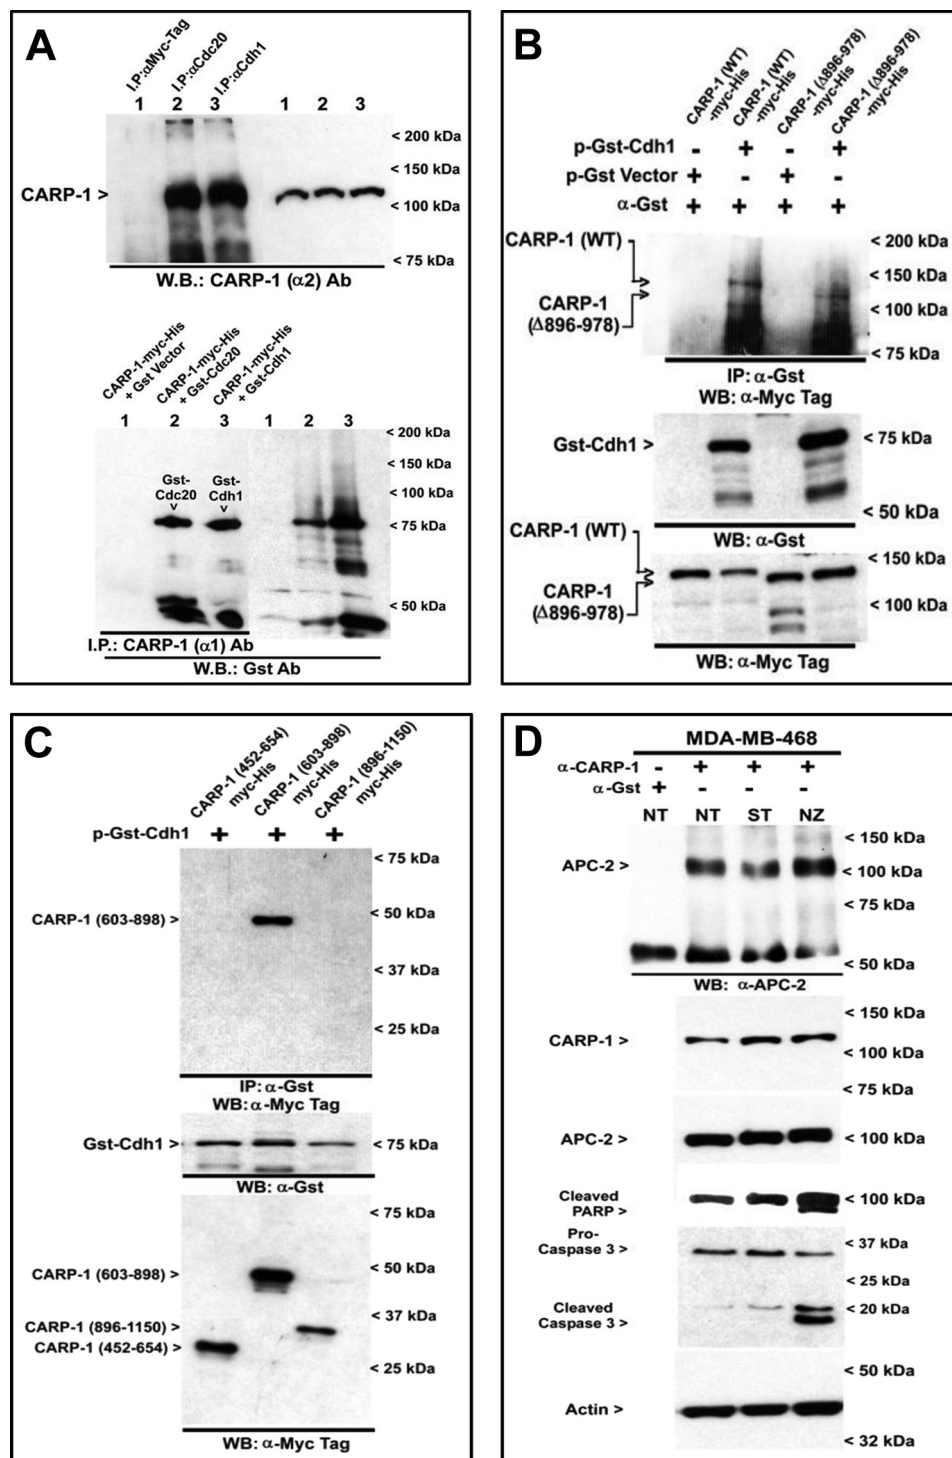 A
I.P:αMyc-Tag
I.P:αCdc20
I.P:αCdh1
1 2 3 1 2 3
< 200 kDa
< 150 kDa
CARP-1 >
< 100 kDa
< 75 kDa
W.B.: CARP-1 (α2) Ab
CARP-1-myc-His
+ Gst Vector
CARP-1-myc-His
+ Gst-Cdc20
CARP-1-myc-His
+ Gst-Cdh1
1 2 3 1 2 3
< 200 kDa
< 150 kDa
< 100 kDa
Gst-
Cdc20
v
Gst-
Cdh1
v
< 75 kDa
< 50 kDa
I.P.: CARP-1 (α1) Ab
W.B.: Gst Ab
B
CARP-1 (WT)
-myc-His
CARP-1 (WT)
-myc-His
CARP-1 (Δ896-978)
-myc-His
CARP-1 (Δ896-978)
-myc-His
p-Gst-Cdh1 - + - +
p-Gst Vector + - + -
α-Gst + + + +
CARP-1 (WT)
CARP-1
(Δ896-978)
< 200 kDa
< 150 kDa
< 100 kDa
< 75 kDa
IP: α-Gst
WB: α-Myc Tag
Gst-Cdh1 >
< 75 kDa
< 50 kDa
WB: α-Gst
CARP-1 (WT)
CARP-1
(Δ896-978)
< 150 kDa
< 100 kDa
WB: α-Myc Tag
C
CARP-1 (452-654)
myc-His
CARP-1 (603-898)
myc-His
CARP-1 (896-1150)
myc-His
p-Gst-Cdh1 + + +
< 75 kDa
CARP-1 (603-898) >
< 50 kDa
< 37 kDa
< 25 kDa
IP: α-Gst
WB: α-Myc Tag
Gst-Cdh1 >
< 75 kDa
WB: α-Gst
< 75 kDa
CARP-1 (603-898) >
< 50 kDa
< 37 kDa
CARP-1 (896-1150) >
CARP-1 (452-654) >
< 25 kDa
WB: α-Myc Tag
D
MDA-MB-468
α-CARP-1 - + + +
α-Gst + - - -
NT NT ST NZ
< 150 kDa
APC-2 >
< 100 kDa
< 75 kDa
< 50 kDa
WB: α-APC-2
< 150 kDa
CARP-1 >
< 100 kDa
< 75 kDa
APC-2 >
< 100 kDa
Cleaved
PARP >
< 100 kDa
Pro-
Caspase 3 >
< 37 kDa
< 25 kDa
Cleaved
Caspase 3 >
< 20 kDa
< 50 kDa
Actin >
< 32 kDa